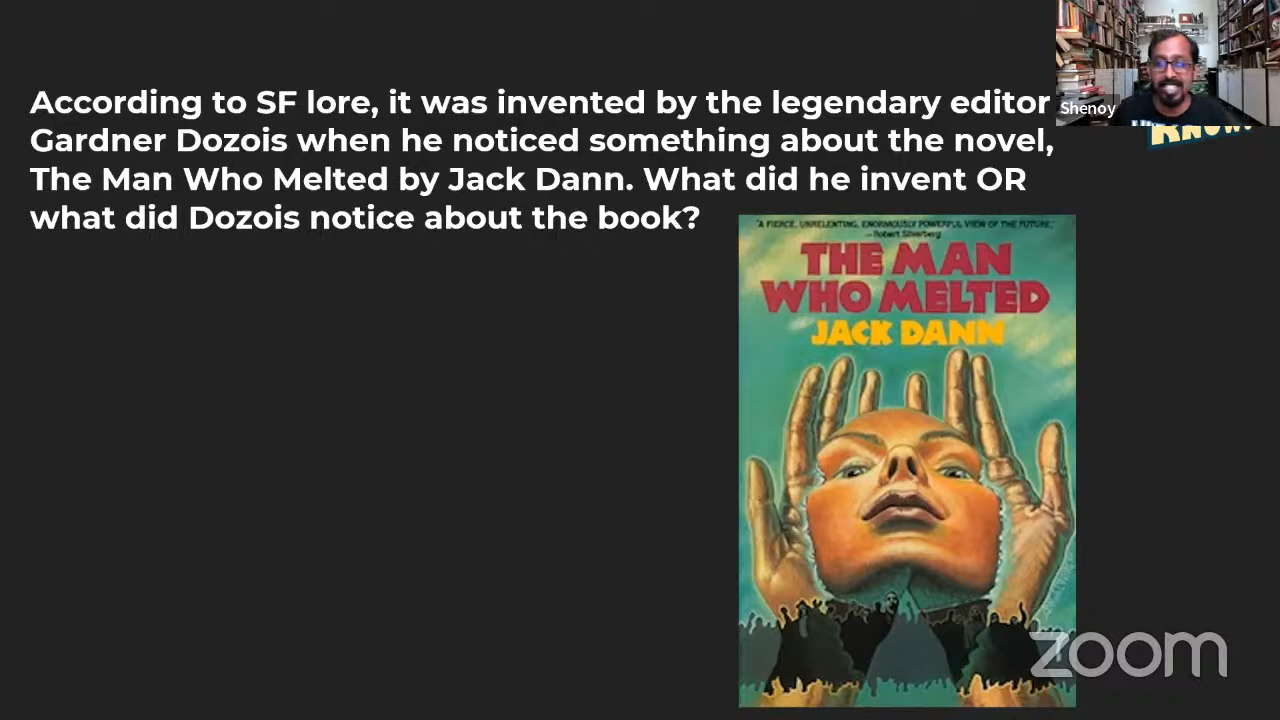 According to SF lore, it was invented by the legendary editor
Gardner Dozois when he noticed something about the novel,
The Man Who Melted by Jack Dann. What did he invent OR
what did Dozois notice about the book?
Shenoy
"A FIERCE, UNRELENTING, ENORMOUSLY POWERFUL VIEW OF THE FUTURE."
—Robert Silverberg
THE MAN
WHO MELTED
JACK DANN
zoom